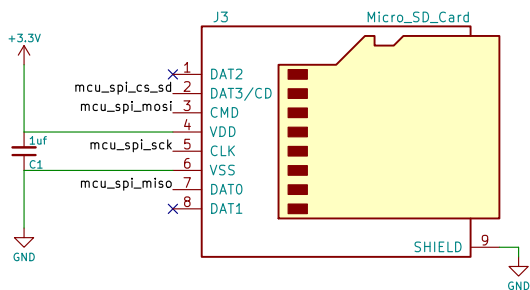 J3
Micro_SD_Card
+3.3V
1
DAT2
mcu_spi_cs_sd
2
DAT3/CD
mcu_spi_mosi
3
CMD
4
VDD
1uf
mcu_spi_sck
5
CLK
C1
6
VSS
mcu_spi_miso
7
DAT0
8
DAT1
SHIELD
9
GND
GND